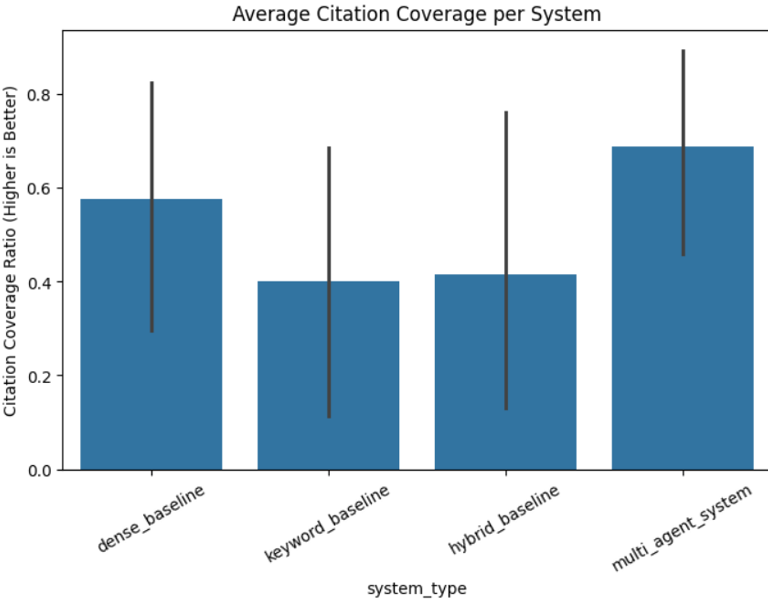 Average Citation Coverage per System
Citation Coverage Ratio (Higher is Better)
0.8
0.6
0.4
0.2
0.0
dense_baseline
keyword_baseline
hybrid_baseline
multi_agent_system
system_type